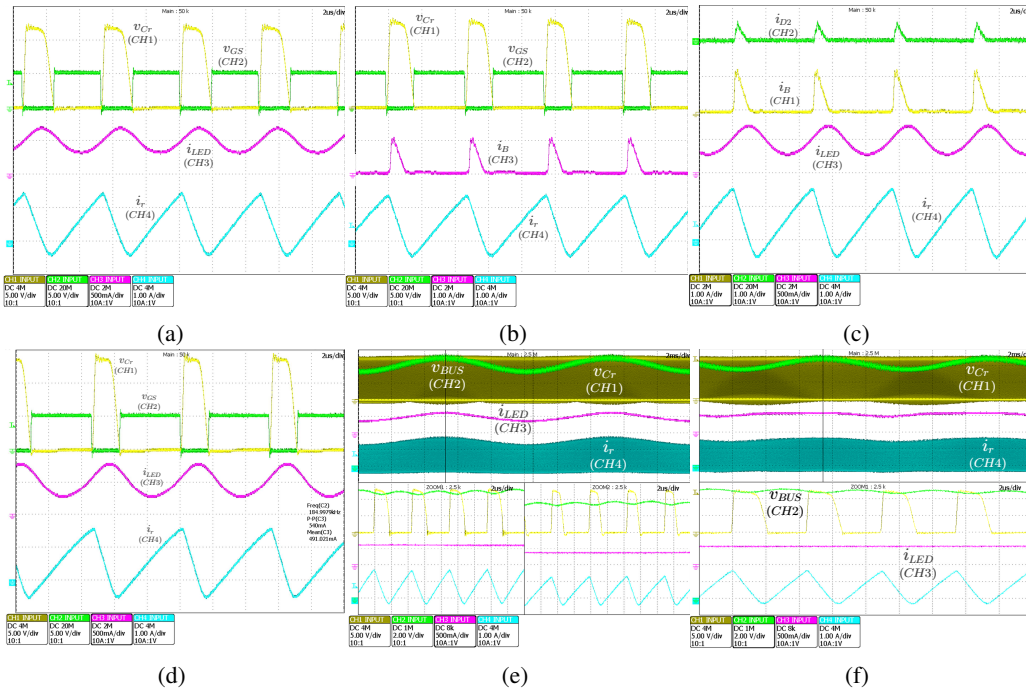 Main : 50 k
2us/div
v_Cr
(CH1)
v_GS
(CH2)
i_LED
(CH3)
i_r
(CH4)
CH1 INPUT CH2 INPUT CH3 INPUT CH4 INPUT
DC 4M DC 20M DC 2M DC 4M
5.00 V/div 5.00 V/div 500mA/div 1.00 A/div
10:1 10:1 10A:1V 10A:1V
(a)
Main : 50 k
2us/div
v_Cr
(CH1)
v_GS
(CH2)
i_B
(CH3)
i_r
(CH4)
CH1 INPUT CH2 INPUT CH3 INPUT CH4 INPUT
DC 4M DC 20M DC 2M DC 4M
5.00 V/div 5.00 V/div 1.00 A/div 1.00 A/div
10:1 10:1 10A:1V 10A:1V
(b)
Main : 50 k
2us/div
i_D2
(CH2)
i_B
(CH1)
i_LED
(CH3)
i_r
(CH4)
CH1 INPUT CH2 INPUT CH3 INPUT CH4 INPUT
DC 2M DC 20M DC 2M DC 4M
1.00 A/div 1.00 A/div 500mA/div 1.00 A/div
10A:1V 10A:1V 10A:1V 10A:1V
(c)
Main : 50 k
2us/div
v_Cr
(CH1)
v_GS
(CH2)
i_LED
(CH3)
i_r
(CH4)
Freq(C2)
184.9979kHz
P-P(C3)
540mA
Mean(C3)
491.021mA
CH1 INPUT CH2 INPUT CH3 INPUT CH4 INPUT
DC 4M DC 20M DC 2M DC 4M
5.00 V/div 5.00 V/div 500mA/div 1.00 A/div
10:1 10:1 10A:1V 10A:1V
(d)
Main : 2.5 M
2ms/div
v_BUS
(CH2)
v_Cr
(CH1)
i_LED
(CH3)
i_r
(CH4)
ZOOM1 : 2.5 k
2us/div
ZOOM2 : 2.5 k
2us/div
CH1 INPUT CH2 INPUT CH3 INPUT CH4 INPUT
DC 4M DC 1M DC 8k DC 4M
5.00 V/div 2.00 V/div 500mA/div 1.00 A/div
10:1 10:1 10A:1V 10A:1V
(e)
Main : 2.5 M
2ms/div
v_Cr
(CH1)
i_r
(CH4)
ZOOM1 : 2.5 k
2us/div
v_BUS
(CH2)
i_LED
(CH3)
CH1 INPUT CH2 INPUT CH3 INPUT CH4 INPUT
DC 4M DC 1M DC 8k DC 4M
5.00 V/div 2.00 V/div 500mA/div 1.00 A/div
10:1 10:1 10A:1V 10A:1V
(f)